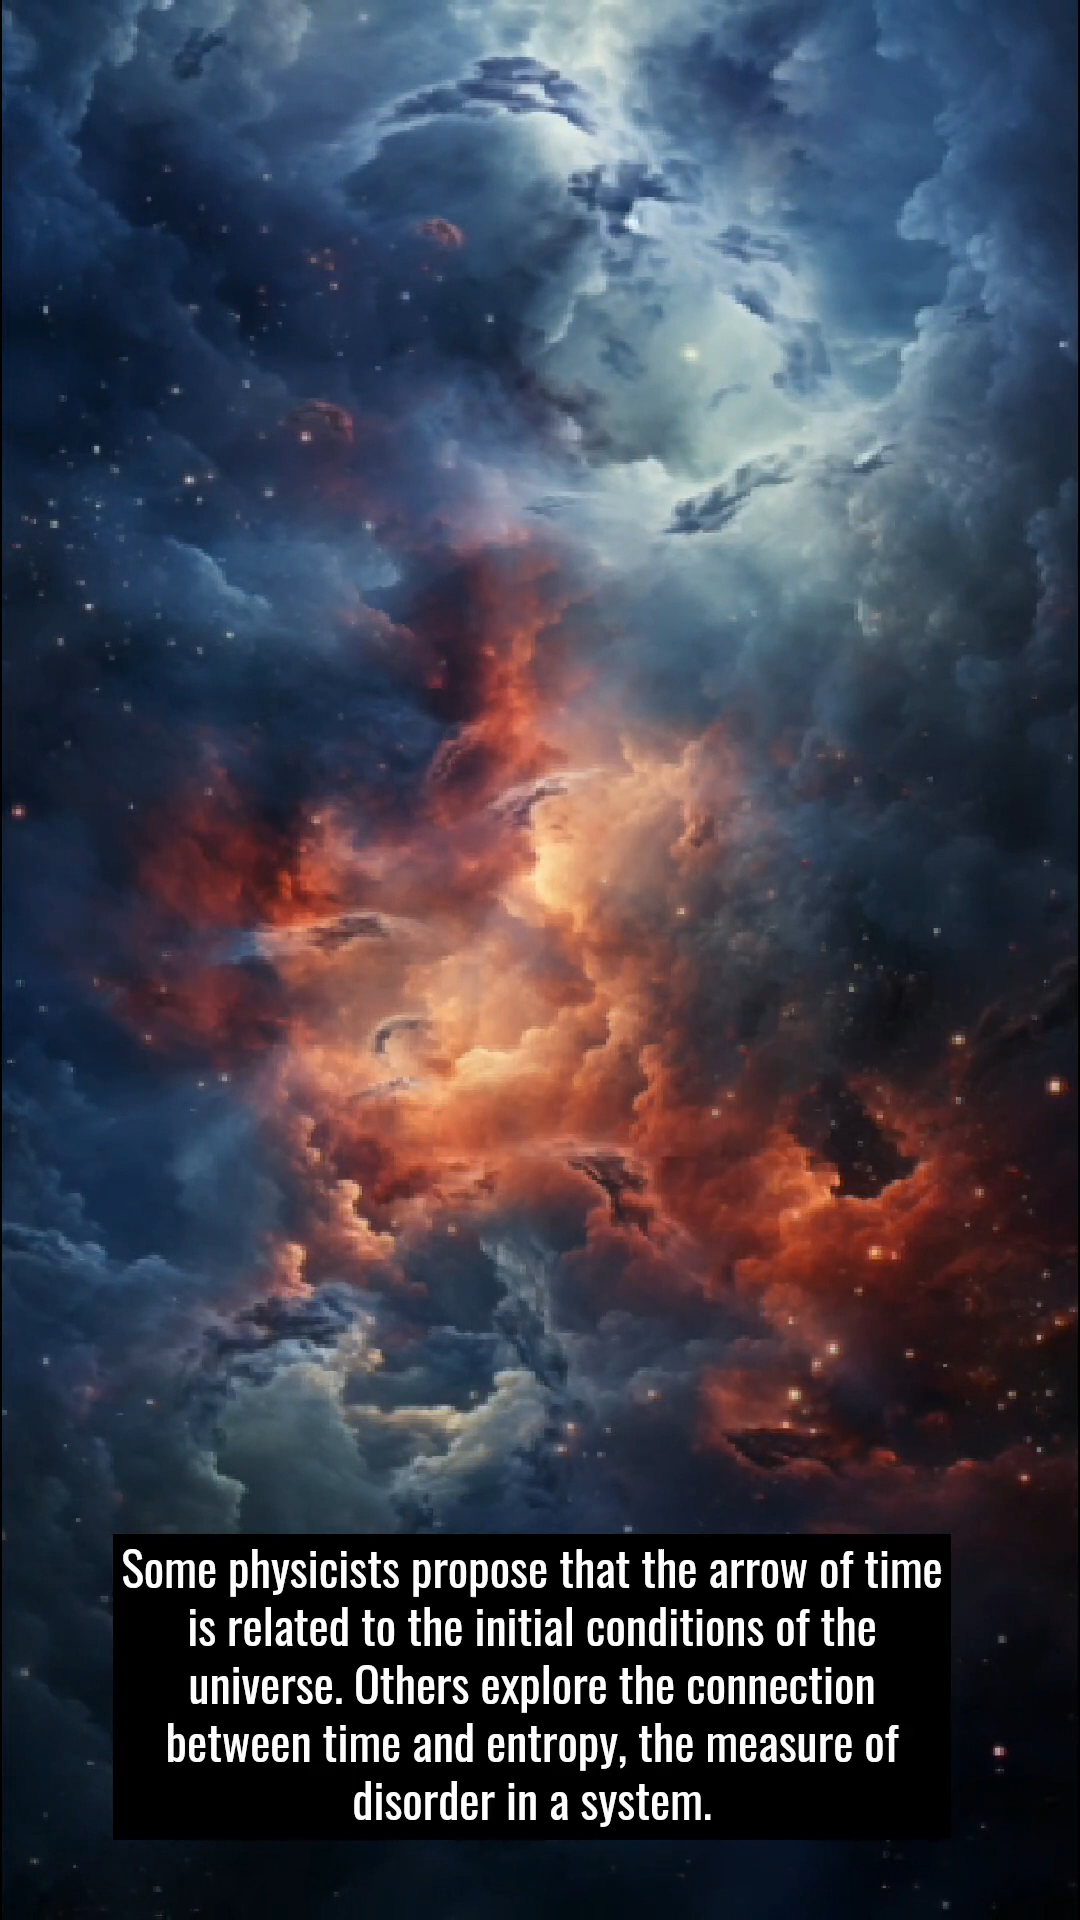 Some physicists propose that the arrow of time
is related to the initial conditions of the
universe. Others explore the connection
between time and entropy, the measure of
disorder in a system.